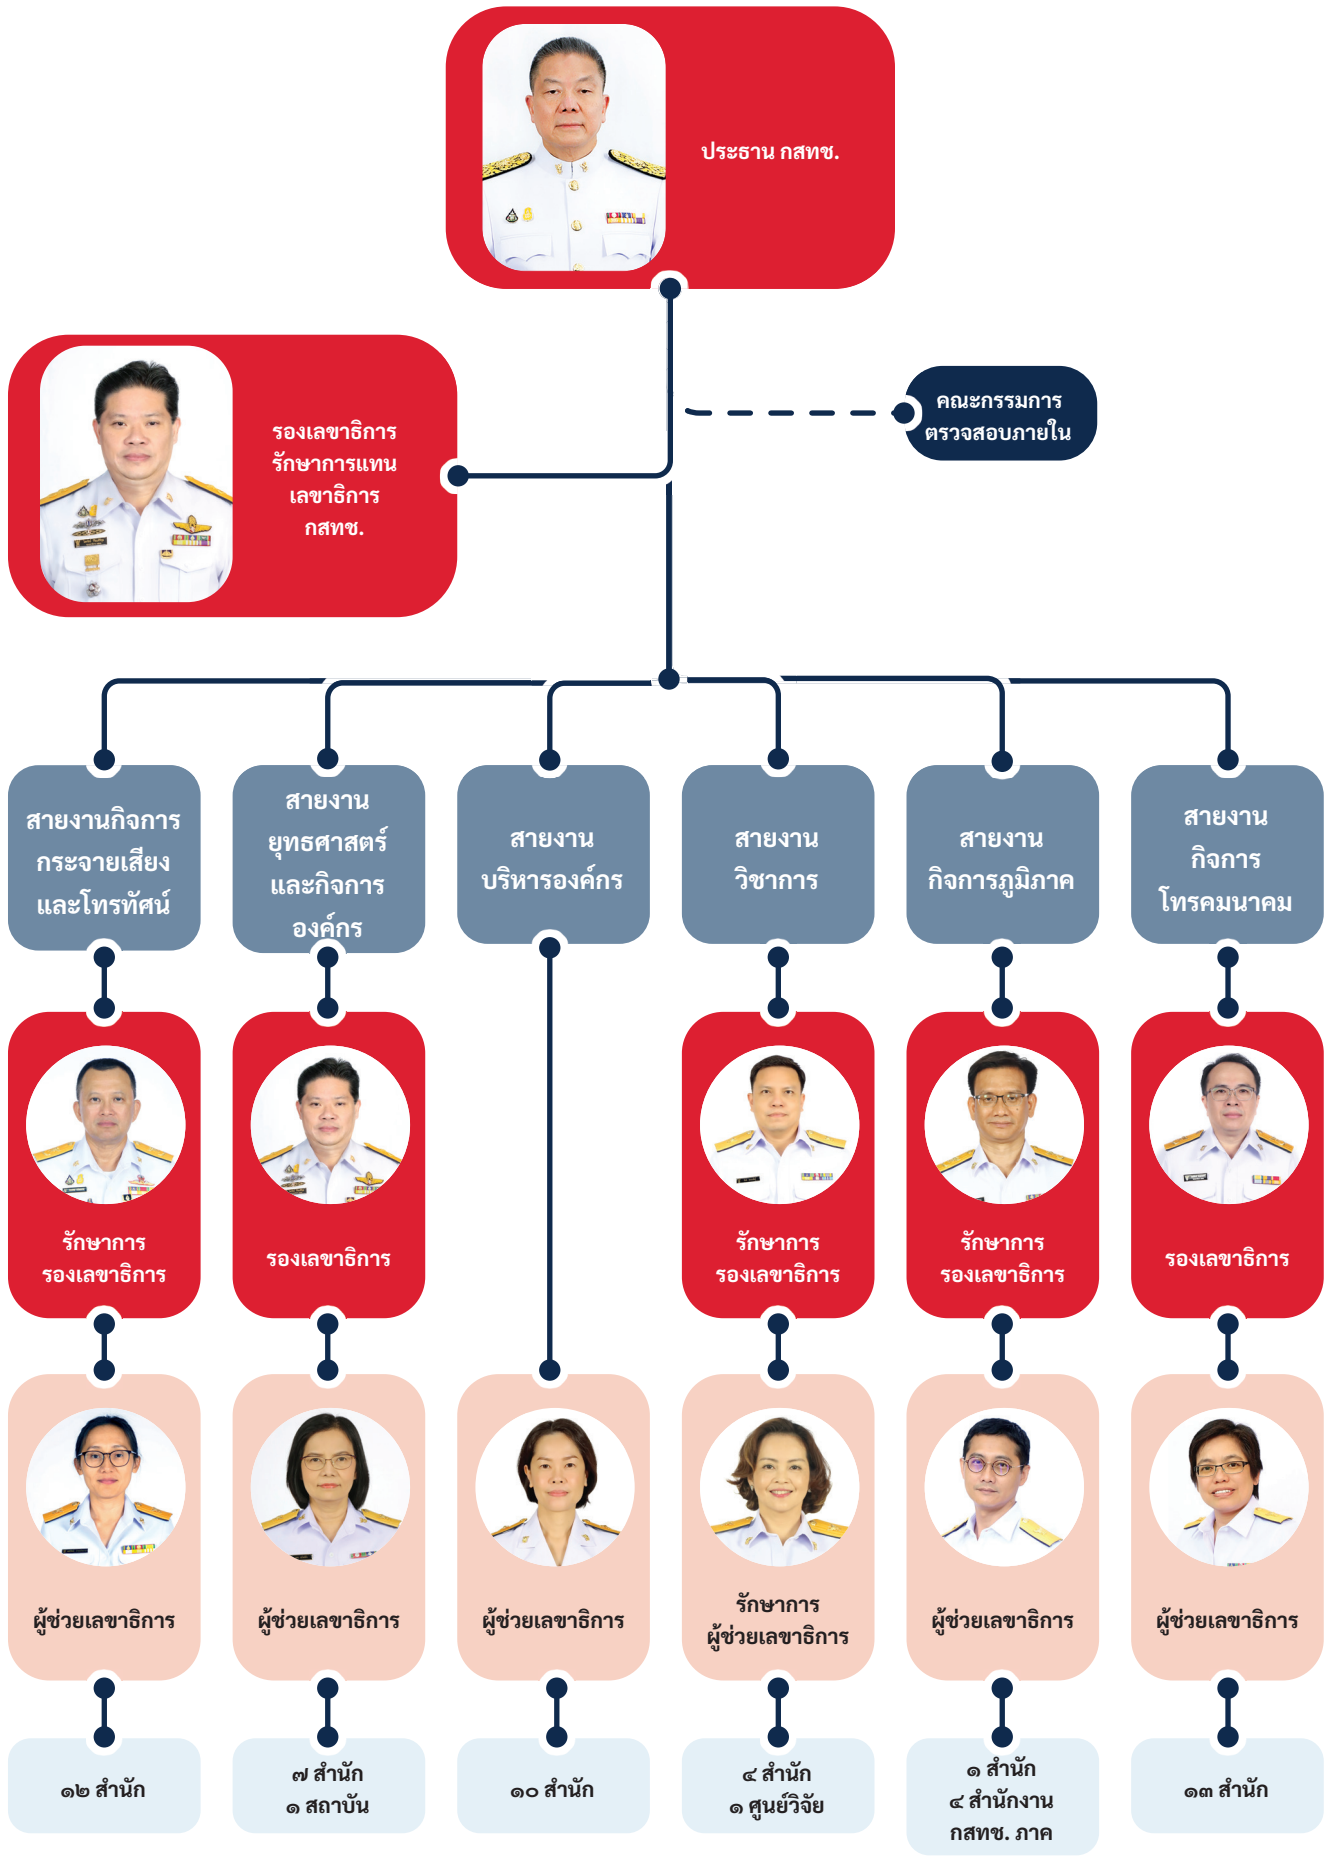 ประธาน กสทช.
รองเลขาธิการ
รักษาการแทน
เลขาธิการ
กสทช.
คณะกรรมการ
ตรวจสอบภายใน
สายงานกิจการ
กระจายเสียง
และโทรทัศน์
สายงาน
ยุทธศาสตร์
และกิจการ
องค์กร
สายงาน
บริหารองค์กร
สายงาน
วิชาการ
สายงาน
กิจการภูมิภาค
สายงาน
กิจการ
โทรคมนาคม
รักษาการ
รองเลขาธิการ
รองเลขาธิการ
รักษาการ
รองเลขาธิการ
รักษาการ
รองเลขาธิการ
รองเลขาธิการ
ผู้ช่วยเลขาธิการ
ผู้ช่วยเลขาธิการ
ผู้ช่วยเลขาธิการ
รักษาการ
ผู้ช่วยเลขาธิการ
ผู้ช่วยเลขาธิการ
ผู้ช่วยเลขาธิการ
๑๒ สำนัก
๗ สำนัก
๑ สถาบัน
๑๐ สำนัก
๔ สำนัก
๑ ศูนย์วิจัย
๑ สำนัก
๔ สำนักงาน
กสทช. ภาค
๑๓ สำนัก